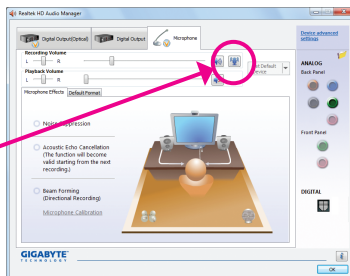 Realtek HD Audio Manager
Digital Output(Optical)
Digital Output
Microphone
Device advanced settings
Recording Volume
L R
Set Default Device
Playback Volume
L R
Microphone Effects
Default Format
Noise Suppression
Acoustic Echo Cancellation
(The function will become
valid starting from the next
recording.)
Beam Forming
(Directional Recording)
Microphone Calibration
ANALOG
Back Panel
Front Panel
DIGITAL
GIGABYTE
TECHNOLOGY
OK